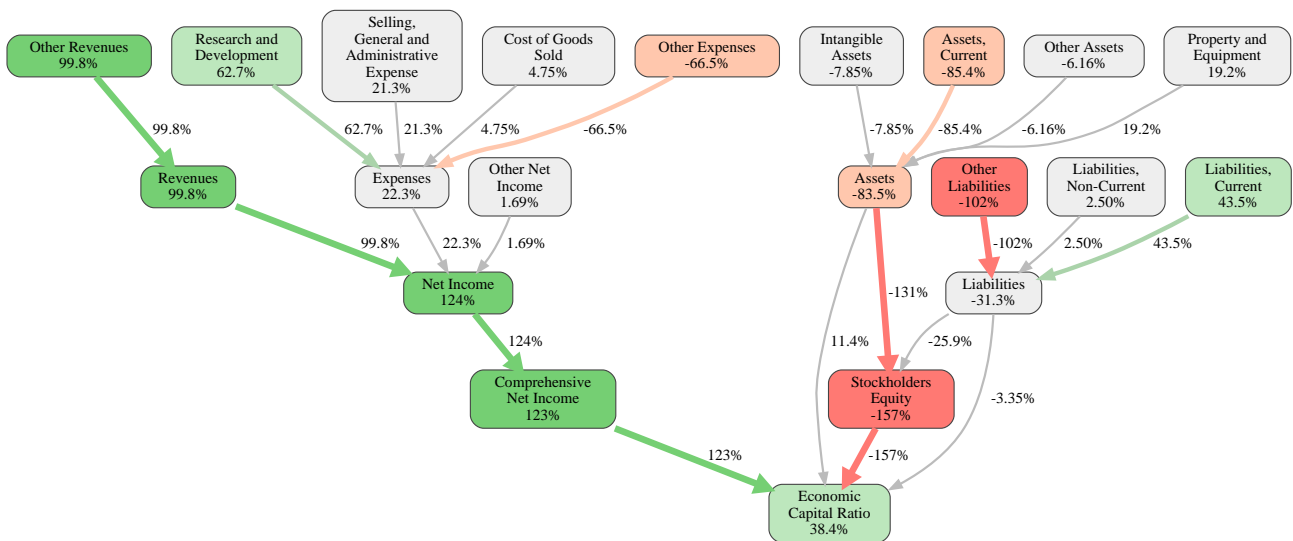 Other Revenues
99.8%
Research and
Development
62.7%
Selling,
General and
Administrative
Expense
21.3%
Cost of Goods
Sold
4.75%
Other Expenses
-66.5%
Intangible
Assets
-7.85%
Assets,
Current
-85.4%
Other Assets
-6.16%
Property and
Equipment
19.2%
99.8%
62.7%
21.3%
4.75%
-66.5%
-7.85%
-85.4%
-6.16%
19.2%
Revenues
99.8%
Expenses
22.3%
Other Net
Income
1.69%
Assets
-83.5%
Other
Liabilities
-102%
Liabilities,
Non-Current
2.50%
Liabilities,
Current
43.5%
99.8%
22.3%
1.69%
-102%
2.50%
43.5%
Net Income
124%
-131%
Liabilities
-31.3%
124%
11.4%
-25.9%
Comprehensive
Net Income
123%
Stockholders
Equity
-157%
-3.35%
123%
-157%
Economic
Capital Ratio
38.4%